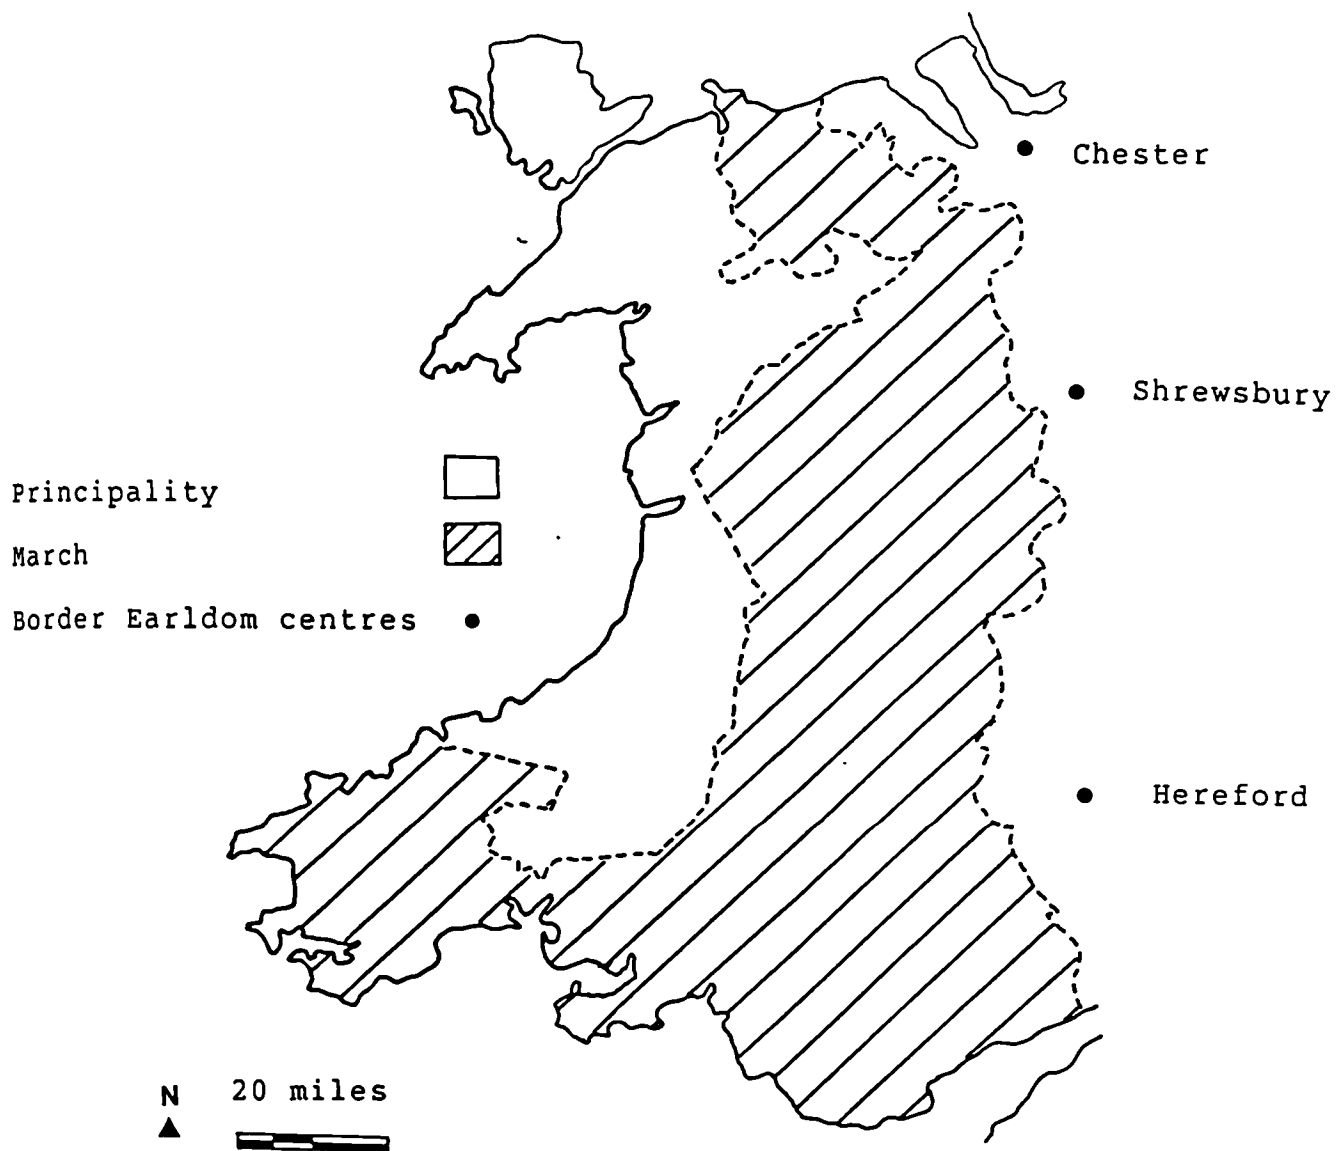 Chester
Shrewsbury
Principality
March
Border Earldom centres
Hereford
N
20 miles